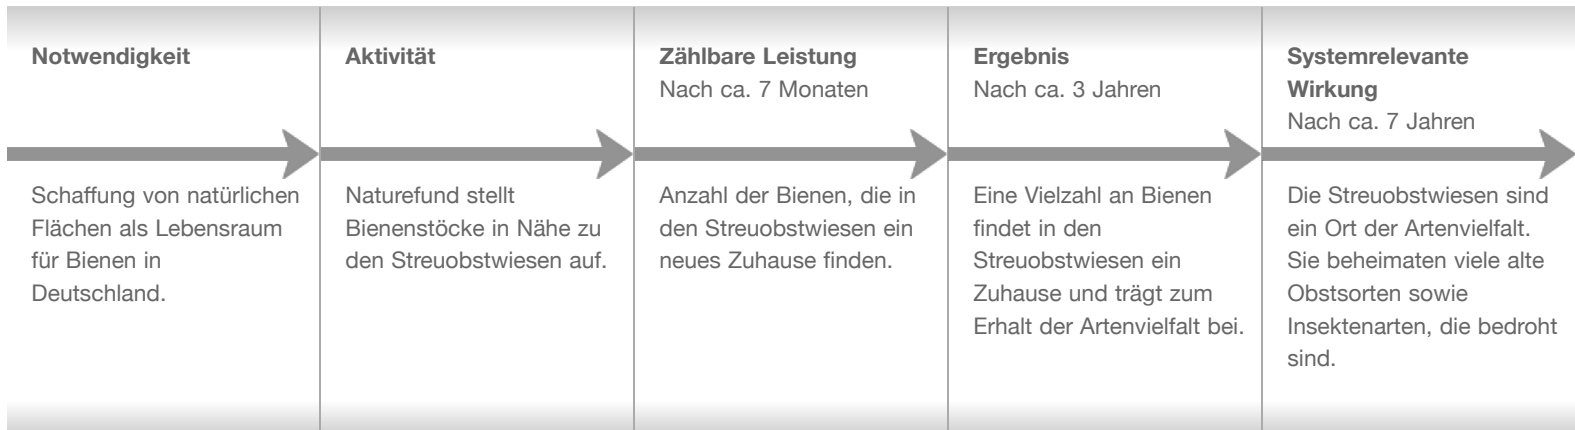 Notwendigkeit
Schaffung von natürlichen
Flächen als Lebensraum
für Bienen in
Deutschland.
Aktivität
Naturefund stellt
Bienenstöcke in Nähe zu
den Streuobstwiesen auf.
Zählbare Leistung
Nach ca. 7 Monaten
Anzahl der Bienen, die in
den Streuobstwiesen ein
neues Zuhause finden.
Ergebnis
Nach ca. 3 Jahren
Eine Vielzahl an Bienen
findet in den
Streuobstwiesen ein
Zuhause und trägt zum
Erhalt der Artenvielfalt bei.
Systemrelevante
Wirkung
Nach ca. 7 Jahren
Die Streuobstwiesen sind
ein Ort der Artenvielfalt.
Sie beheimaten viele alte
Obstsorten sowie
Insektenarten, die bedroht
sind.